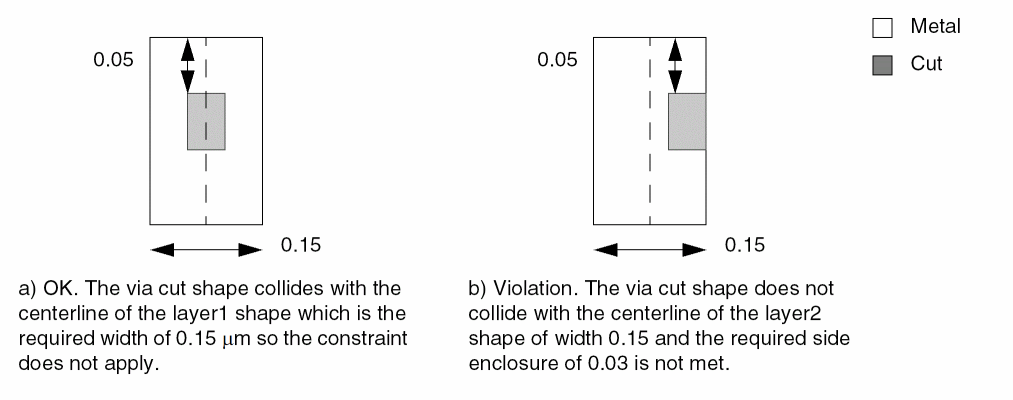 Metal
0.05
0.05
Cut
0.15
0.15
a) OK. The via cut shape collides with the
centerline of the layer1 shape which is the
required width of 0.15 μm so the constraint
does not apply.
b) Violation. The via cut shape does not
collide with the centerline of the layer2
shape of width 0.15 and the required side
enclosure of 0.03 is not met.